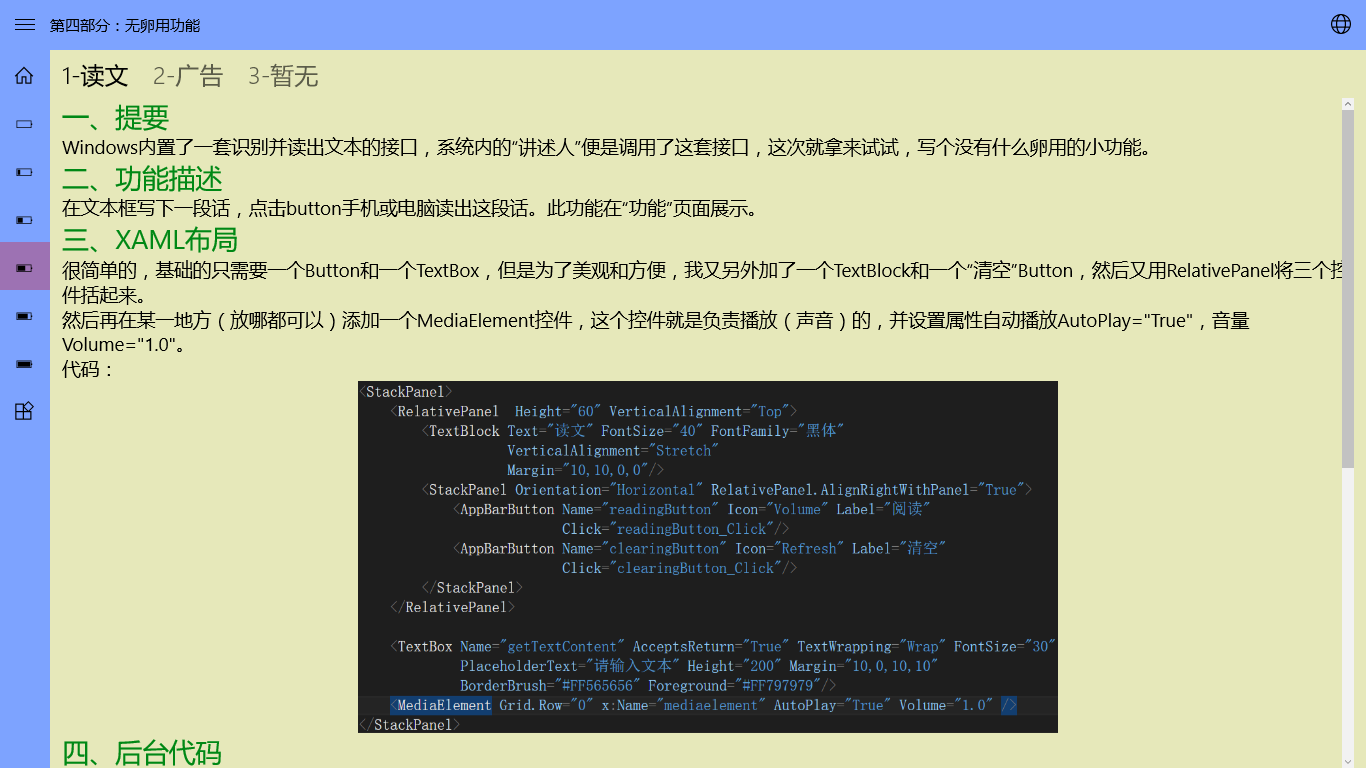 第四部分：无卵用功能
1-读文 2-广告 3-暂无
一、提要
Windows内置了一套识别并读出文本的接口，系统内的“讲述人”便是调用了这套接口，这次就拿来试试，写个没有什么卵用的小功能。
二、功能描述
在文本框写下一段话，点击button手机或电脑读出这段话。此功能在“功能”页面展示。
三、XAML布局
很简单的，基础的只需要一个Button和一个TextBox，但是为了美观和方便，我又另外加了一个TextBlock和一个“清空”Button，然后又用RelativePanel将三个控
件括起来。
然后再在某一地方（放哪都可以）添加一个MediaElement控件，这个控件就是负责播放（声音）的，并设置属性自动播放AutoPlay="True"，音量
Volume="1.0"。
代码：
<StackPanel>
<RelativePanel  Height="60" VerticalAlignment="Top">
<TextBlock Text="读文" FontSize="40" FontFamily="黑体"
VerticalAlignment="Stretch"
Margin="10,10,0,0"/>
<StackPanel Orientation="Horizontal" RelativePanel.AlignRightWithPanel="True">
<AppBarButton Name="readingButton" Icon="Volume" Label="阅读"
Click="readingButton_Click"/>
<AppBarButton Name="clearingButton" Icon="Refresh" Label="清空"
Click="clearingButton_Click"/>
</StackPanel>
</RelativePanel>
<TextBox Name="getTextContent" AcceptsReturn="True" TextWrapping="Wrap" FontSize="30"
PlaceholderText="请输入文本" Height="200" Margin="10,0,10,10"
BorderBrush="#FF565656" Foreground="#FF797979"/>
<MediaElement Grid.Row="0" x:Name="mediaelement" AutoPlay="True" Volume="1.0" />
</StackPanel>
四、后台代码